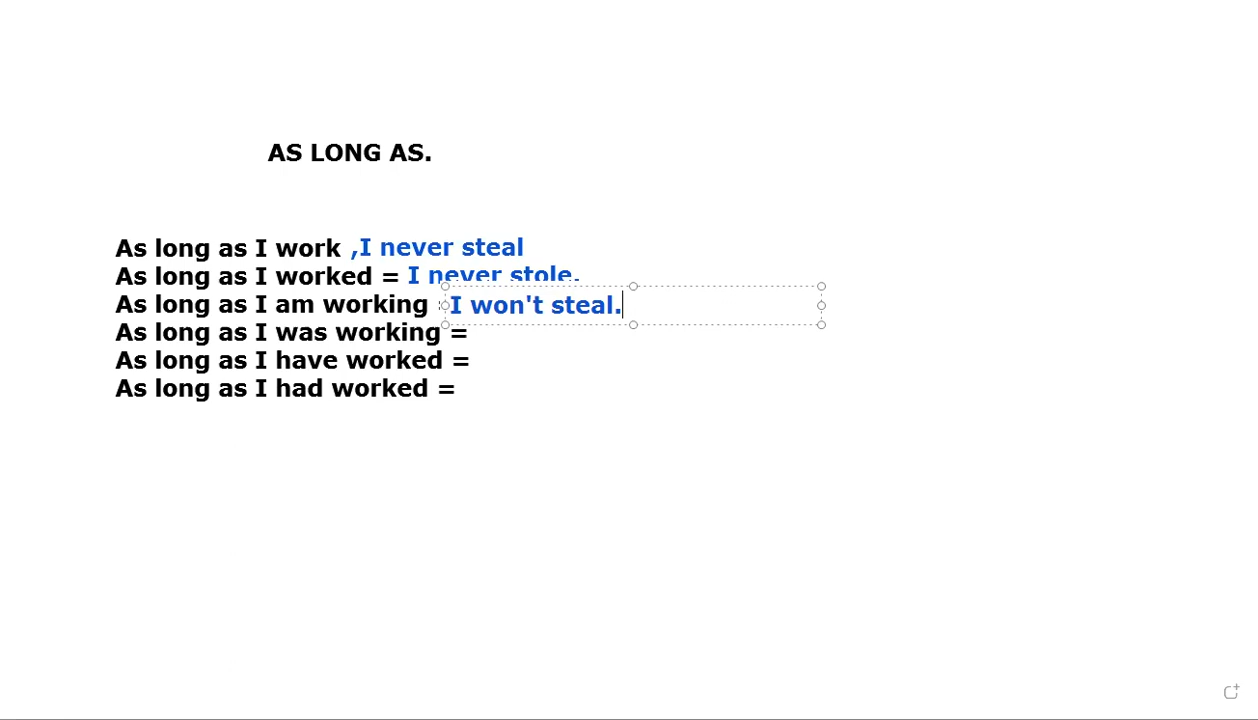 AS LONG AS.
As long as I work ,I never steal
As long as I worked = I never stole.
As long as I am working I won't steal.
As long as I was working =
As long as I have worked =
As long as I had worked =